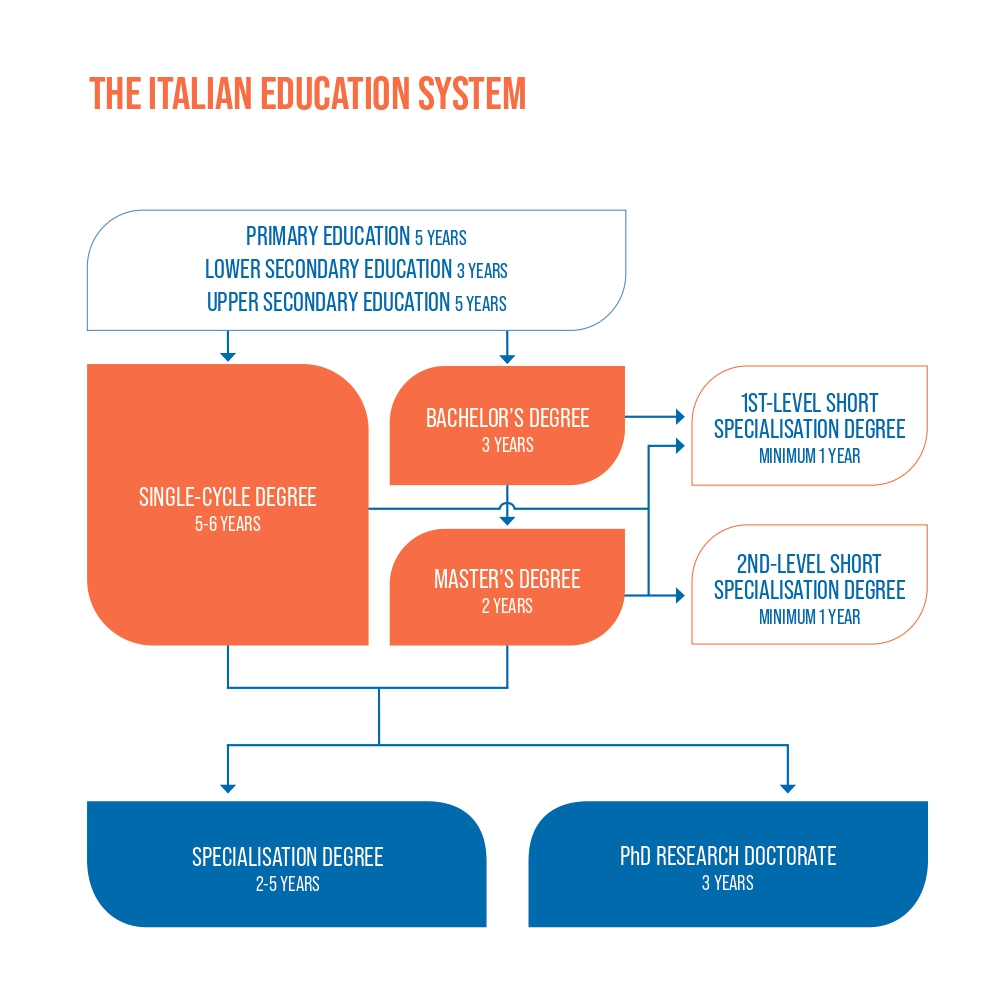 THE ITALIAN EDUCATION SYSTEM
PRIMARY EDUCATION 5 YEARS
LOWER SECONDARY EDUCATION 3 YEARS
UPPER SECONDARY EDUCATION 5 YEARS
SINGLE-CYCLE DEGREE
5-6 YEARS
BACHELOR'S DEGREE
3 YEARS
MASTER'S DEGREE
2 YEARS
1ST-LEVEL SHORT
SPECIALISATION DEGREE
MINIMUM 1 YEAR
2ND-LEVEL SHORT
SPECIALISATION DEGREE
MINIMUM 1 YEAR
SPECIALISATION DEGREE
2-5 YEARS
PhD RESEARCH DOCTORATE
3 YEARS